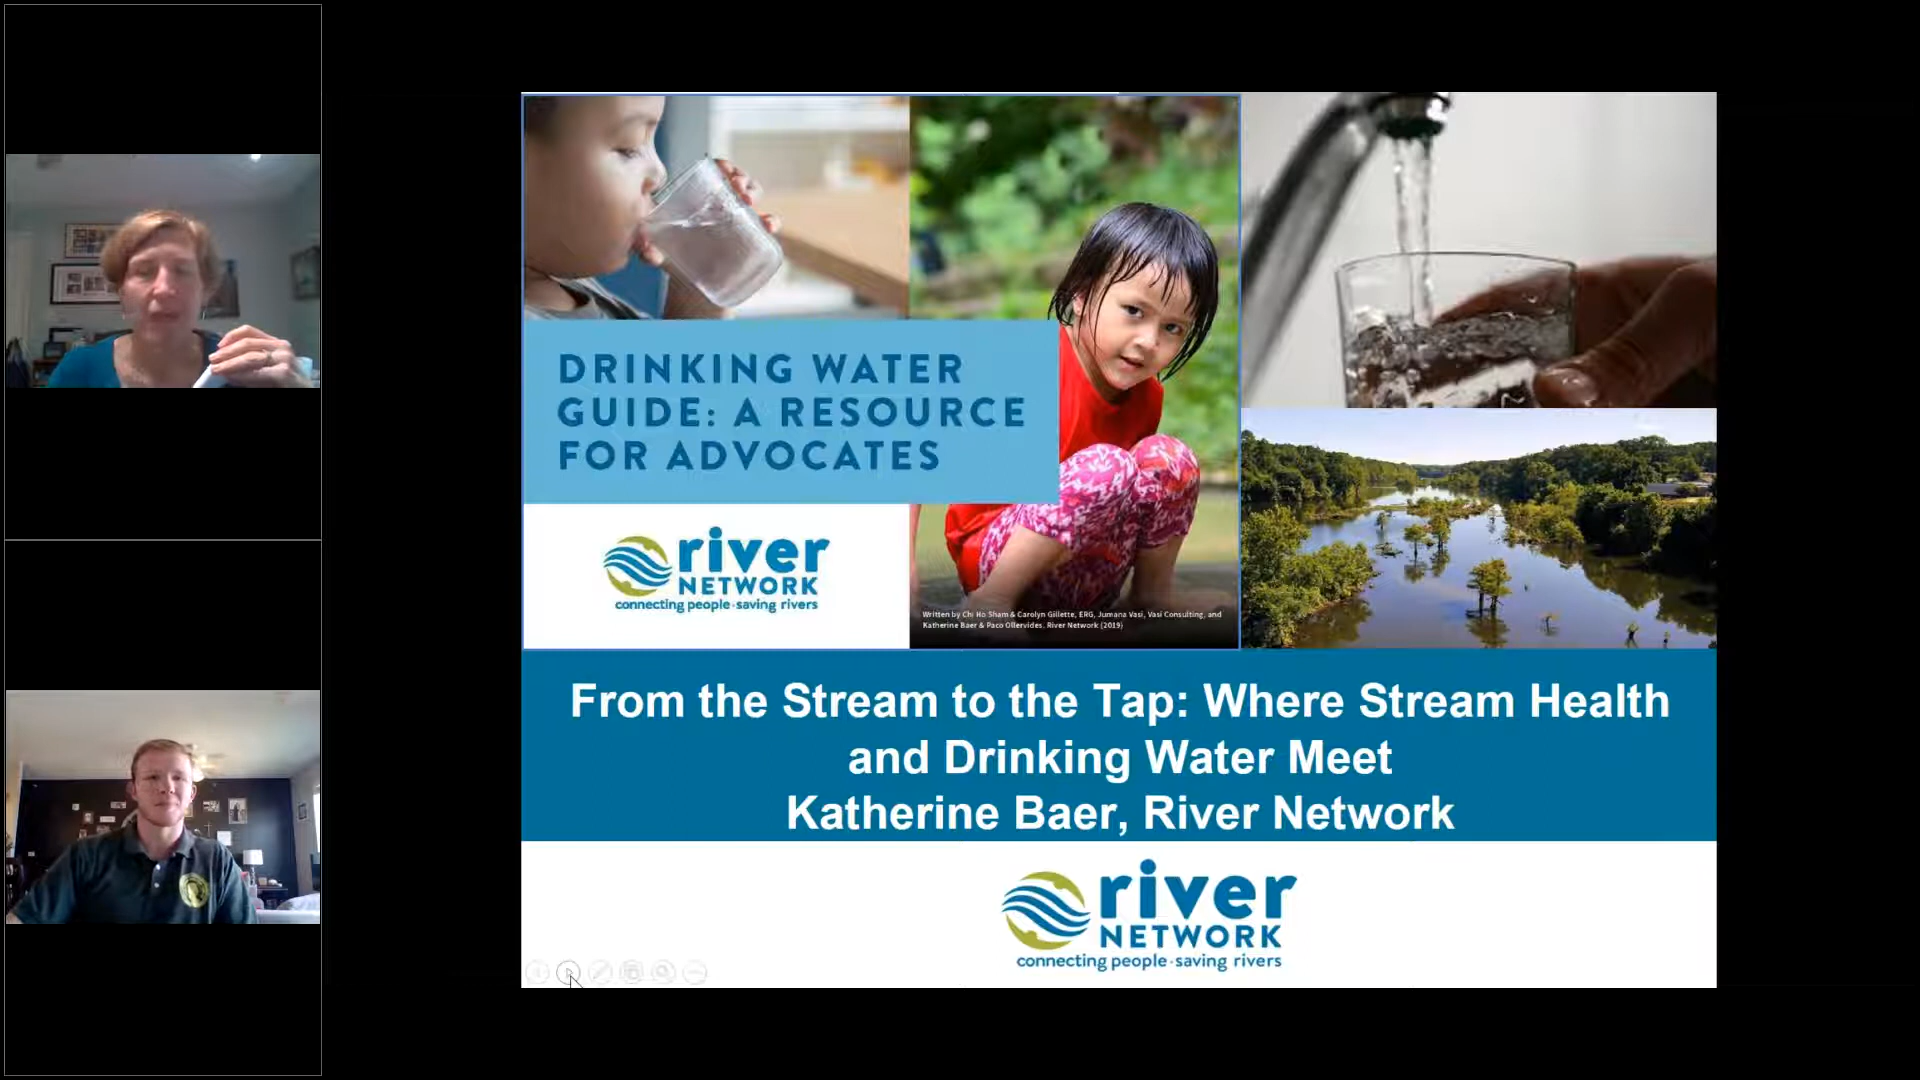 DRINKING WATER
GUIDE: A RESOURCE
FOR ADVOCATES
river
NETWORK
connecting people·saving rivers
Written by Chi Ho Sham & Carolyn Gillette, ERG, Jumana Vasi, Vasi Consulting, and
Katherine Baer & Paco Ollervides, River Network (2019)
From the Stream to the Tap: Where Stream Health
and Drinking Water Meet
Katherine Baer, River Network
river
NETWORK
connecting people·saving rivers